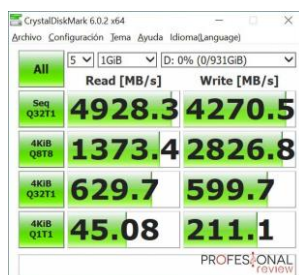 CrystalDiskMark 6.0.2 x64
Archivo Configuración Tema Ayuda Idioma(Language)
All 5 1GiB D: 0% (0/931GiB)
Read [MB/s] Write [MB/s]
Seq Q32T1 4928.3 4270.5
4KiB Q8T8 1373.4 2826.8
4KiB Q32T1 629.7 599.7
4KiB Q1T1 45.08 211.1
PROFESIONAL
review